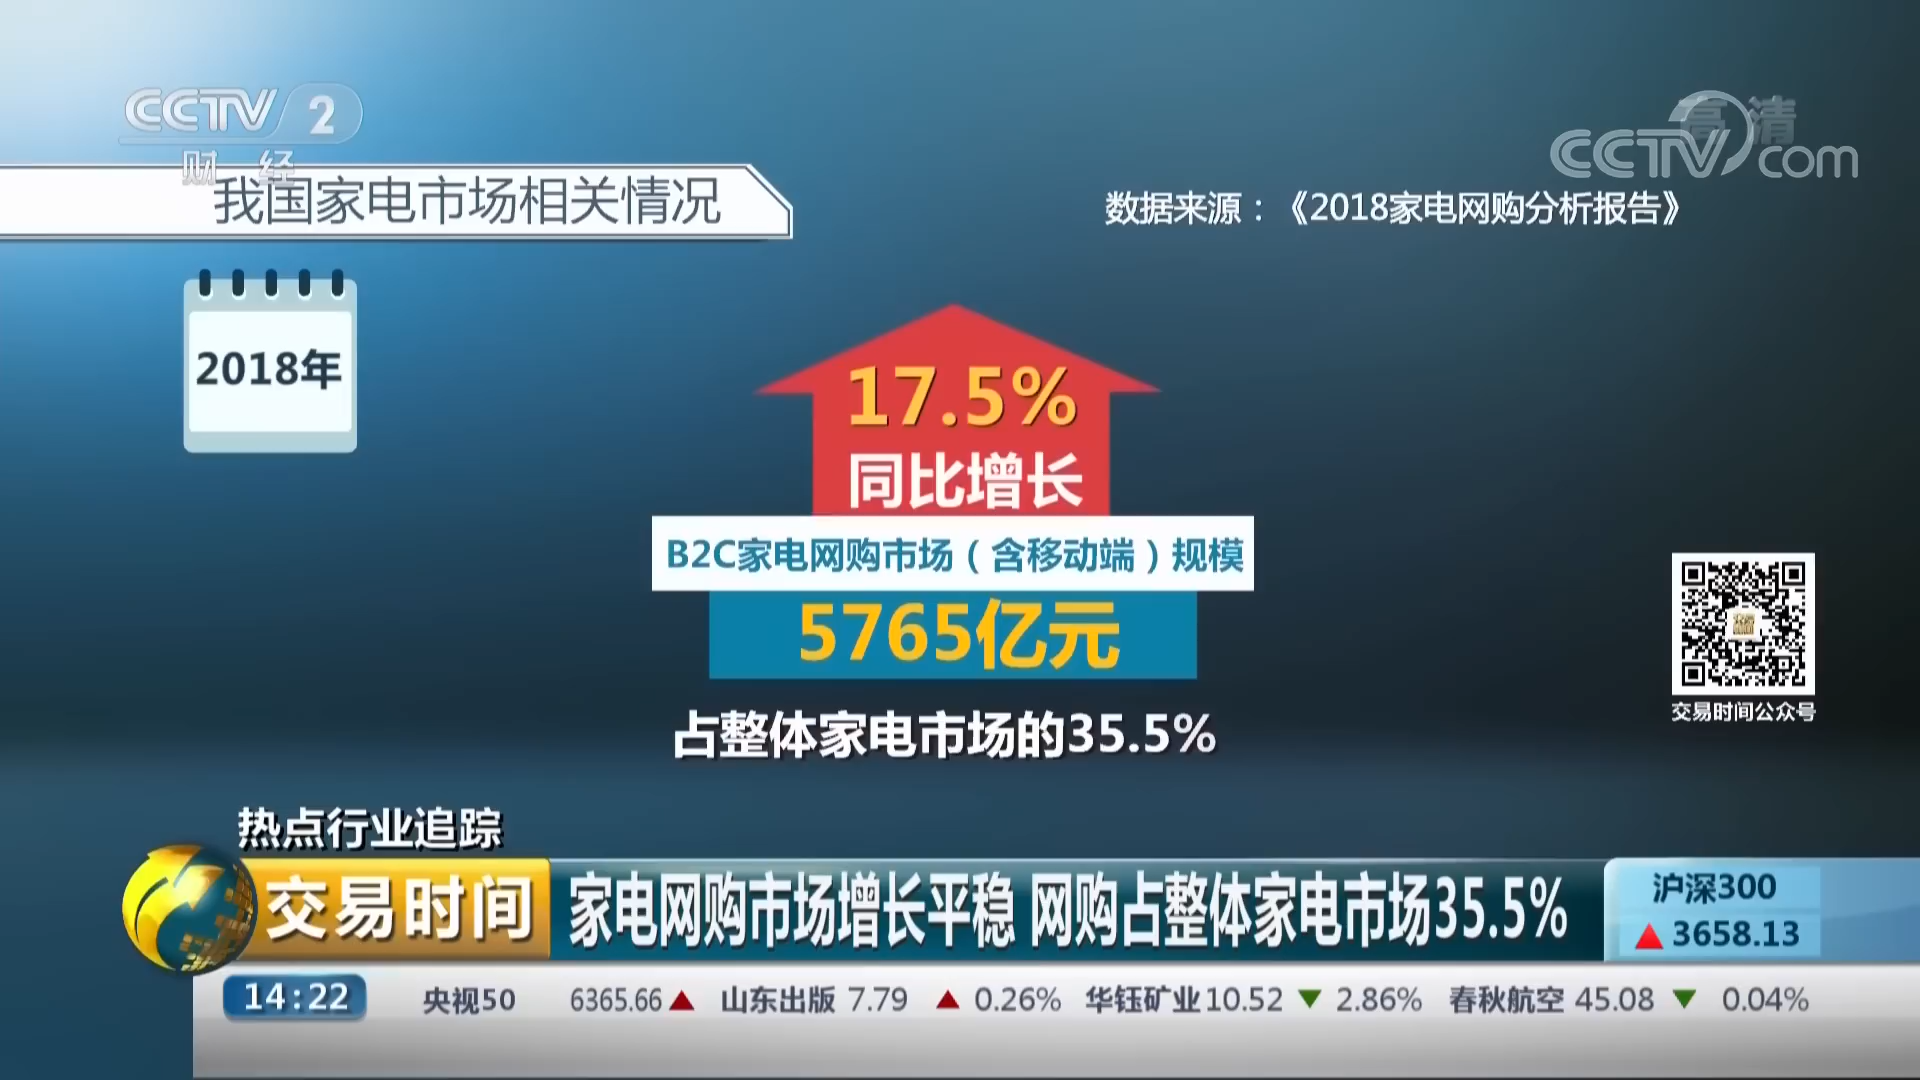 CCTV 2
财 经
高清
CCTV.com
我国家电市场相关情况
数据来源：《2018家电网购分析报告》
2018年
17.5%
同比增长
B2C家电网购市场（含移动端）规模
5765亿元
占整体家电市场的35.5%
交易时间公众号
热点行业追踪
交易时间
家电网购市场增长平稳 网购占整体家电市场35.5%
沪深300
▲3658.13
14:22 央视50 6365.66▲ 山东出版 7.79 ▲ 0.26% 华钰矿业10.52 ▼ 2.86% 春秋航空 45.08 ▼ 0.04%